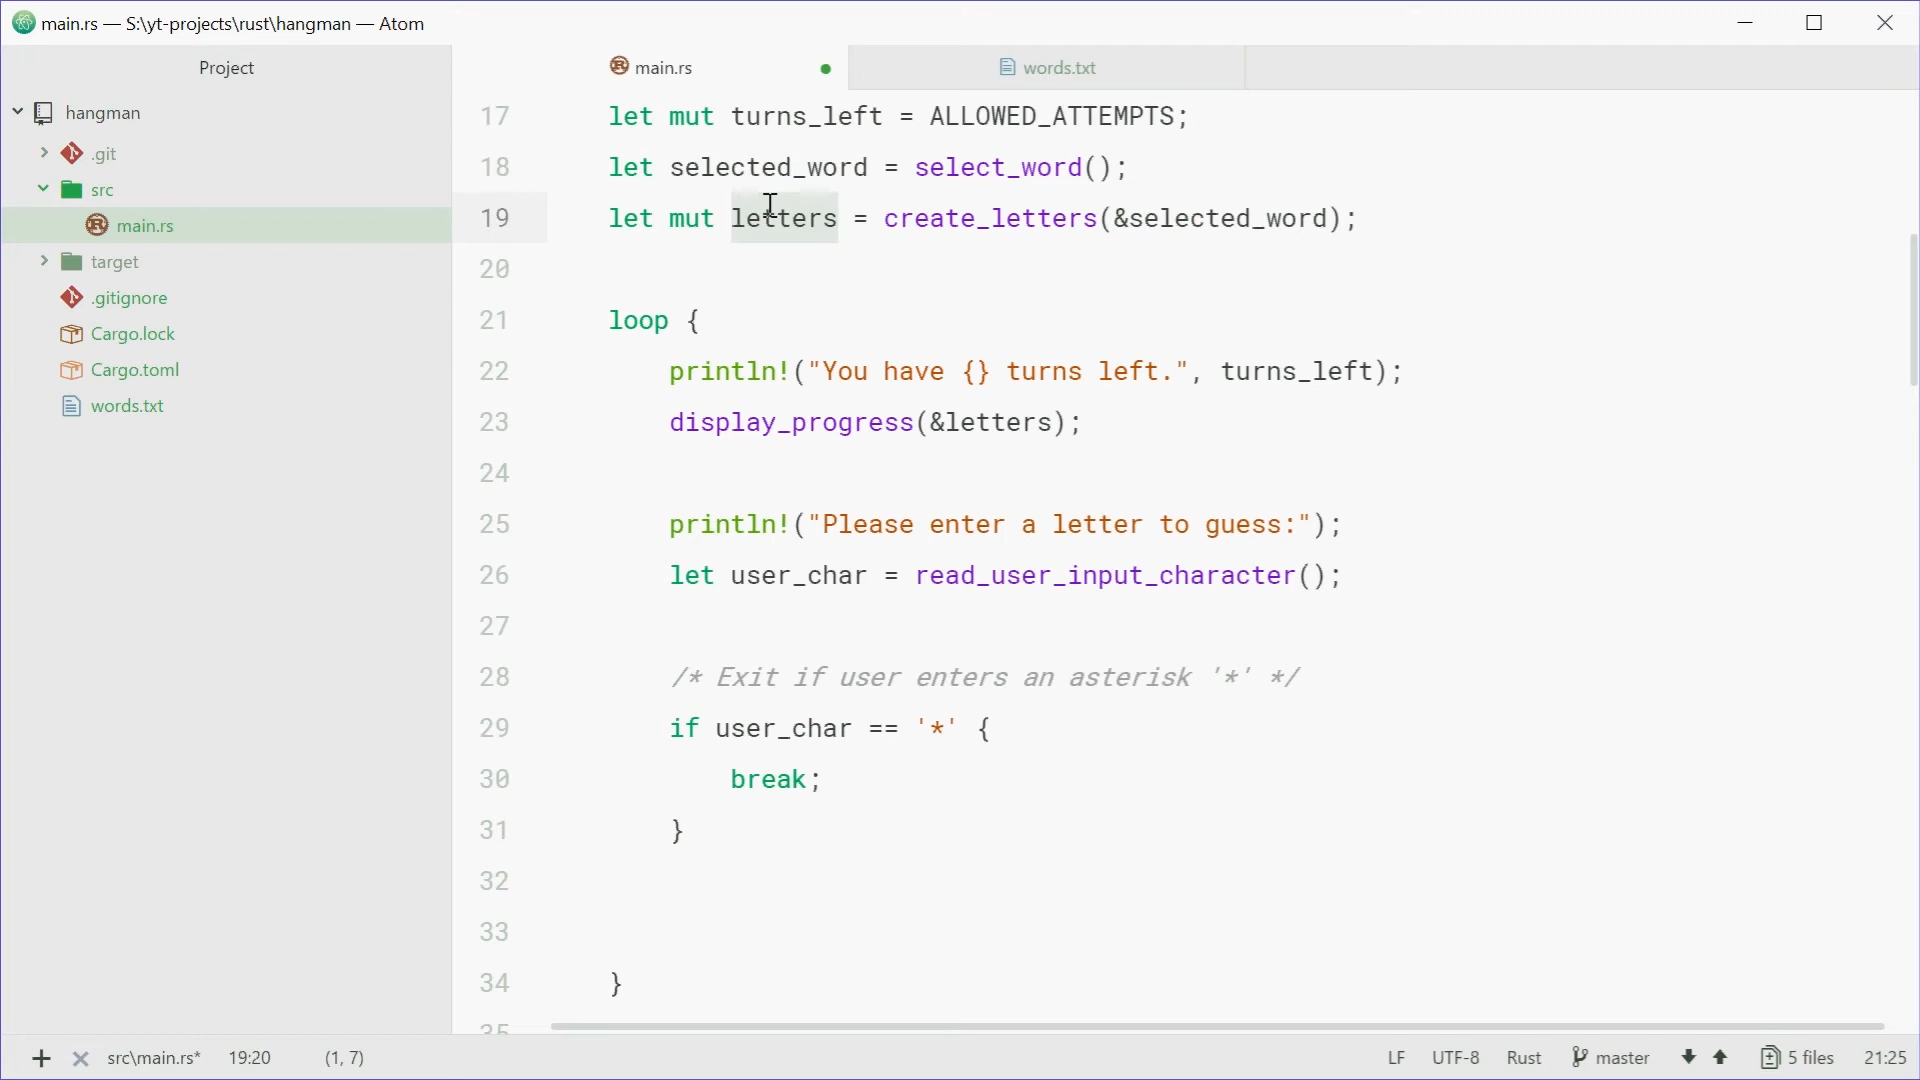 main.rs — S:\yt-projects\rust\hangman — Atom
Project
main.rs
words.txt
hangman
.git
src
main.rs
target
.gitignore
Cargo.lock
Cargo.toml
words.txt
17 let mut turns_left = ALLOWED_ATTEMPTS;
18 let selected_word = select_word();
19 let mut letters = create_letters(&selected_word);
20
21 loop {
22 println!("You have {} turns left.", turns_left);
23 display_progress(&letters);
24
25 println!("Please enter a letter to guess:");
26 let user_char = read_user_input_character();
27
28 /* Exit if user enters an asterisk '*' */
29 if user_char == '*' {
30 break;
31 }
32
33
34 }
35
src\main.rs* 19:20 (1, 7) LF UTF-8 Rust master 5 files 21:25